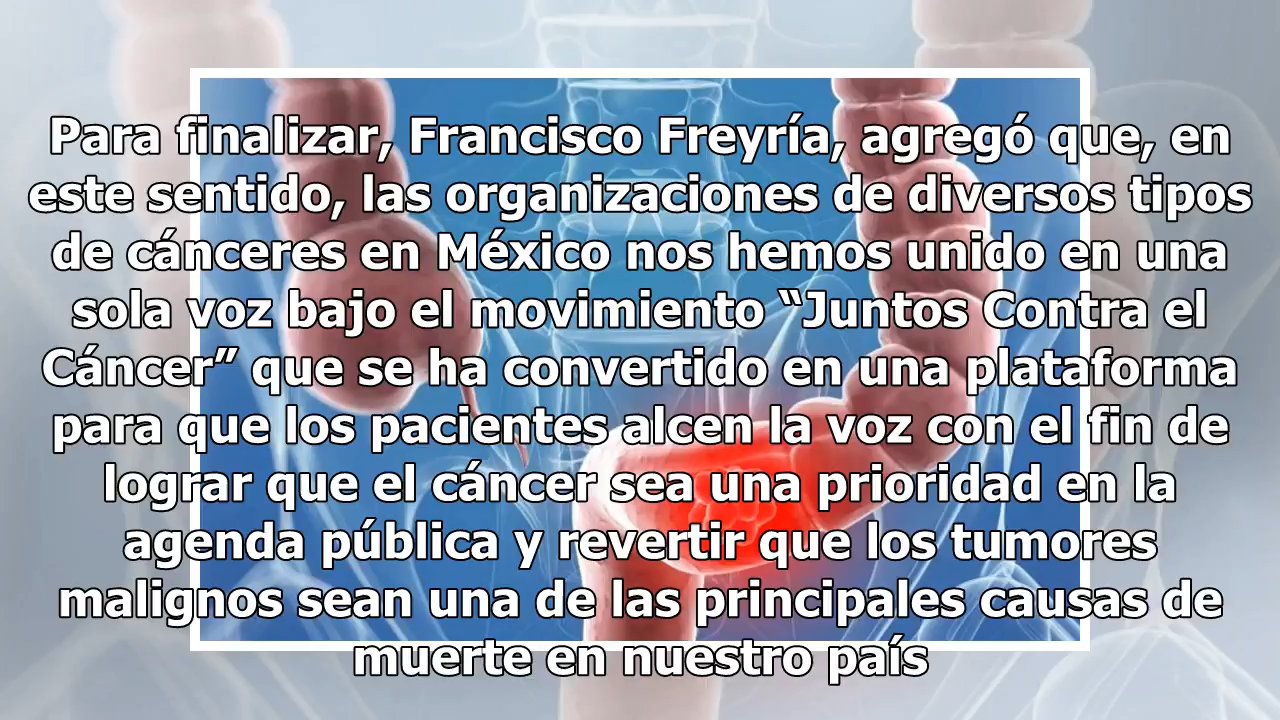 Para finalizar, Francisco Freyría, agregó que, en
este sentido, las organizaciones de diversos tipos
de cánceres en México nos hemos unido en una
sola voz bajo el movimiento “Juntos Contra el
Cáncer” que se ha convertido en una plataforma
para que los pacientes alcen la voz con el fin de
lograr que el cáncer sea una prioridad en la
agenda pública y revertir que los tumores
malignos sean una de las principales causas de
muerte en nuestro país